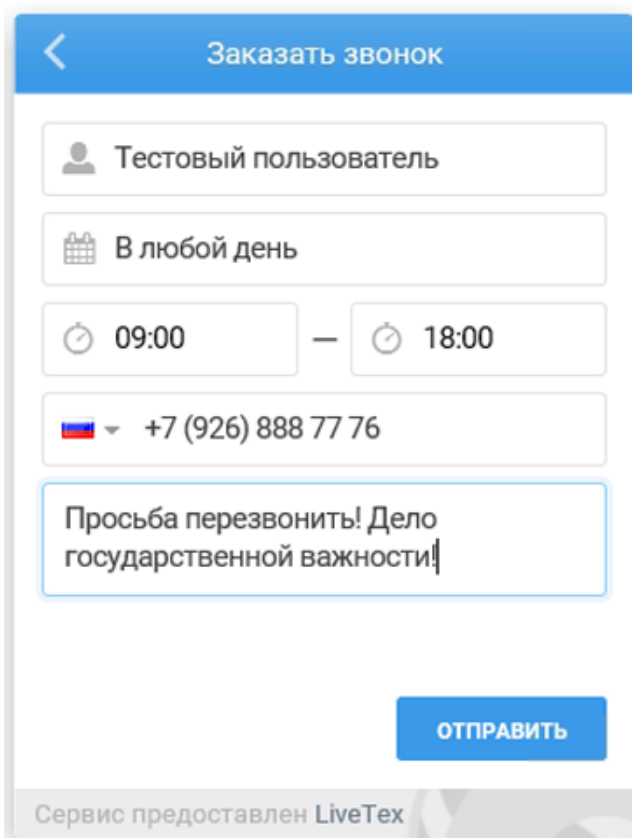 Заказать звонок
Тестовый пользователь
В любой день
09:00 — 18:00
+7 (926) 888 77 76
Просьба перезвонить! Дело
государственной важности!
ОТПРАВИТЬ
Сервис предоставлен LiveTex